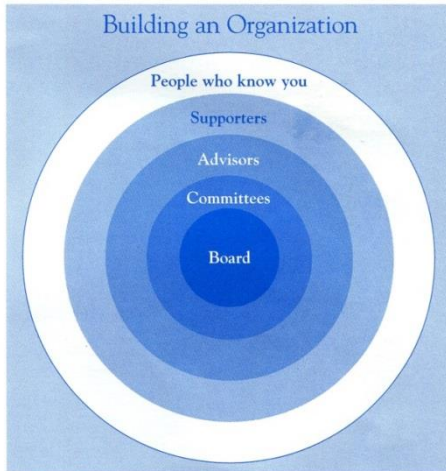 Building an Organization
People who know you
Supporters
Advisors
Committees
Board